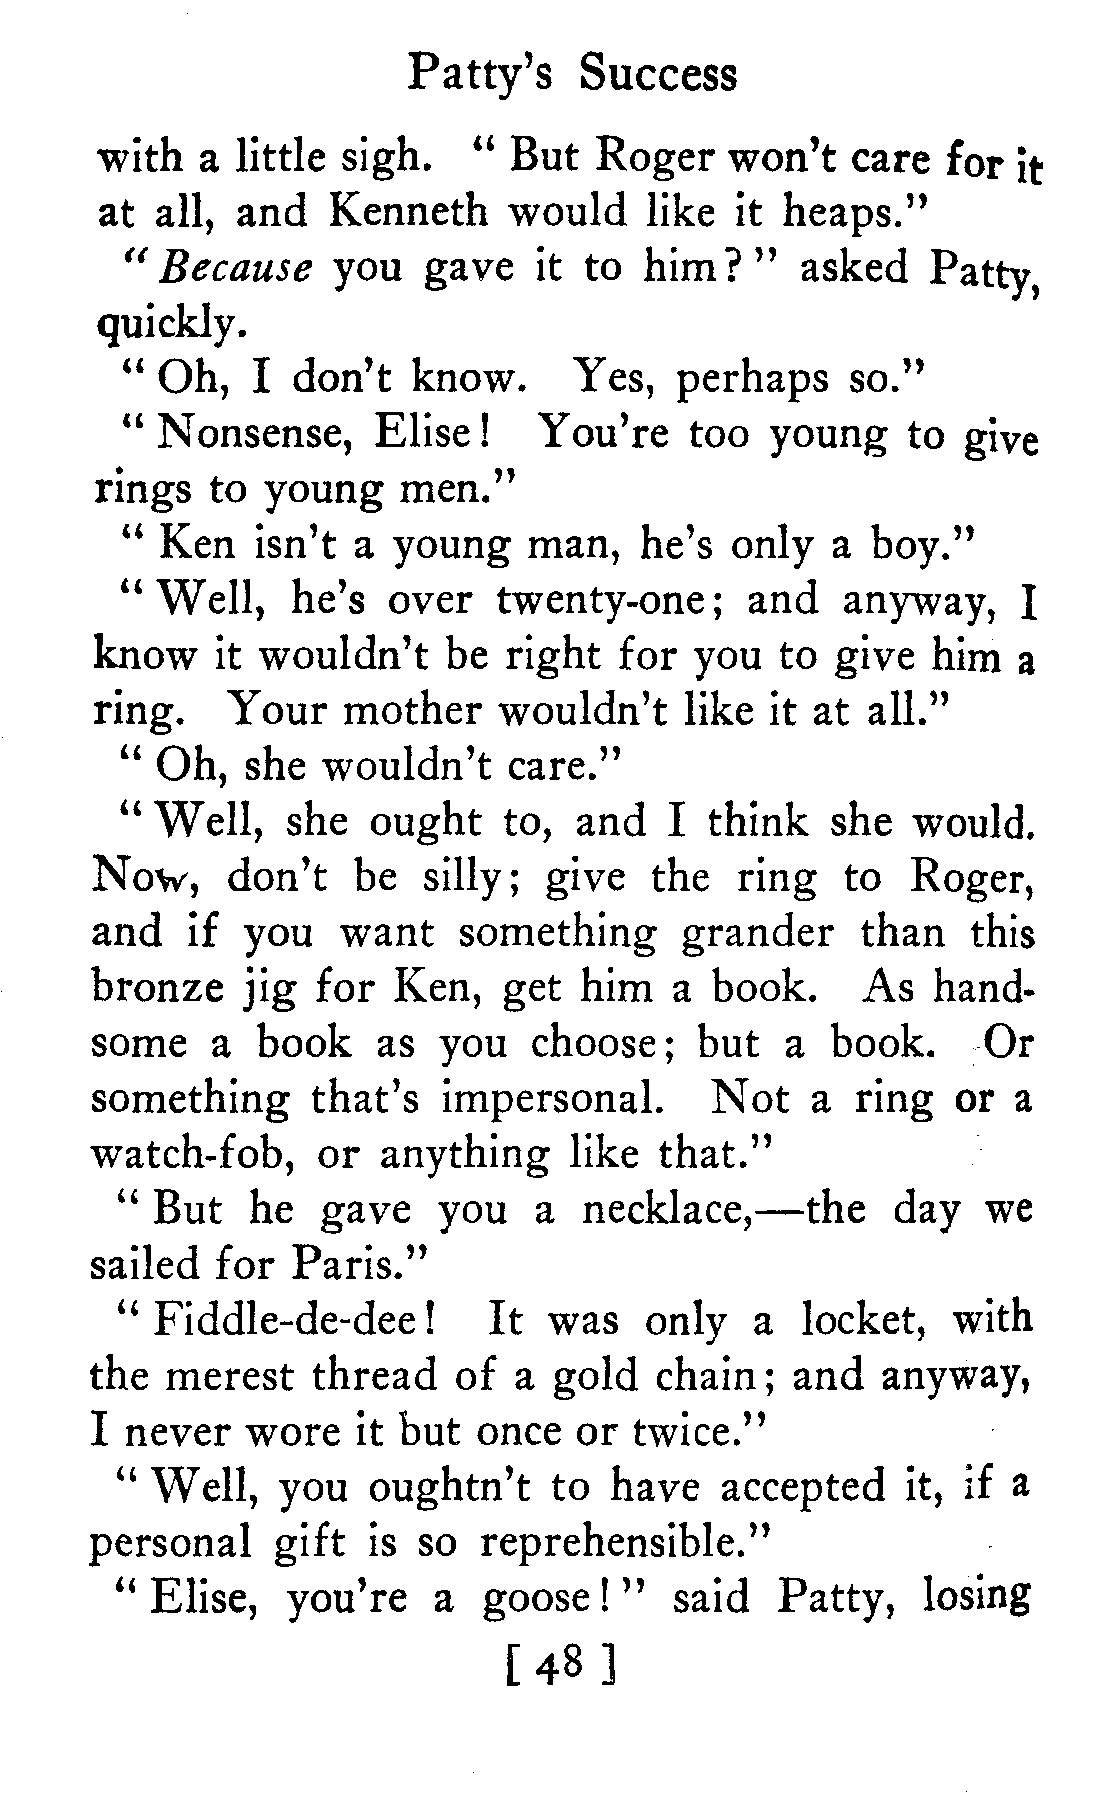 Patty's Success
with a little sigh. " But Roger won't care for it
at all, and Kenneth would like it heaps."
" Because you gave it to him? " asked Patty,
quickly.
" Oh, I don't know. Yes, perhaps so."
" Nonsense, Elise! You're too young to give
rings to young men."
" Ken isn't a young man, he's only a boy."
" Well, he's over twenty-one; and anyway, I
know it wouldn't be right for you to give him a
ring. Your mother wouldn't like it at all."
" Oh, she wouldn't care."
" Well, she ought to, and I think she would.
Now, don't be silly; give the ring to Roger,
and if you want something grander than this
bronze jig for Ken, get him a book. As hand-
some a book as you choose; but a book. Or
something that's impersonal. Not a ring or a
watch-fob, or anything like that."
" But he gave you a necklace,—the day we
sailed for Paris."
" Fiddle-de-dee! It was only a locket, with
the merest thread of a gold chain; and anyway,
I never wore it but once or twice."
" Well, you oughtn't to have accepted it, if a
personal gift is so reprehensible."
" Elise, you're a goose! " said Patty, losing
[ 48 ]